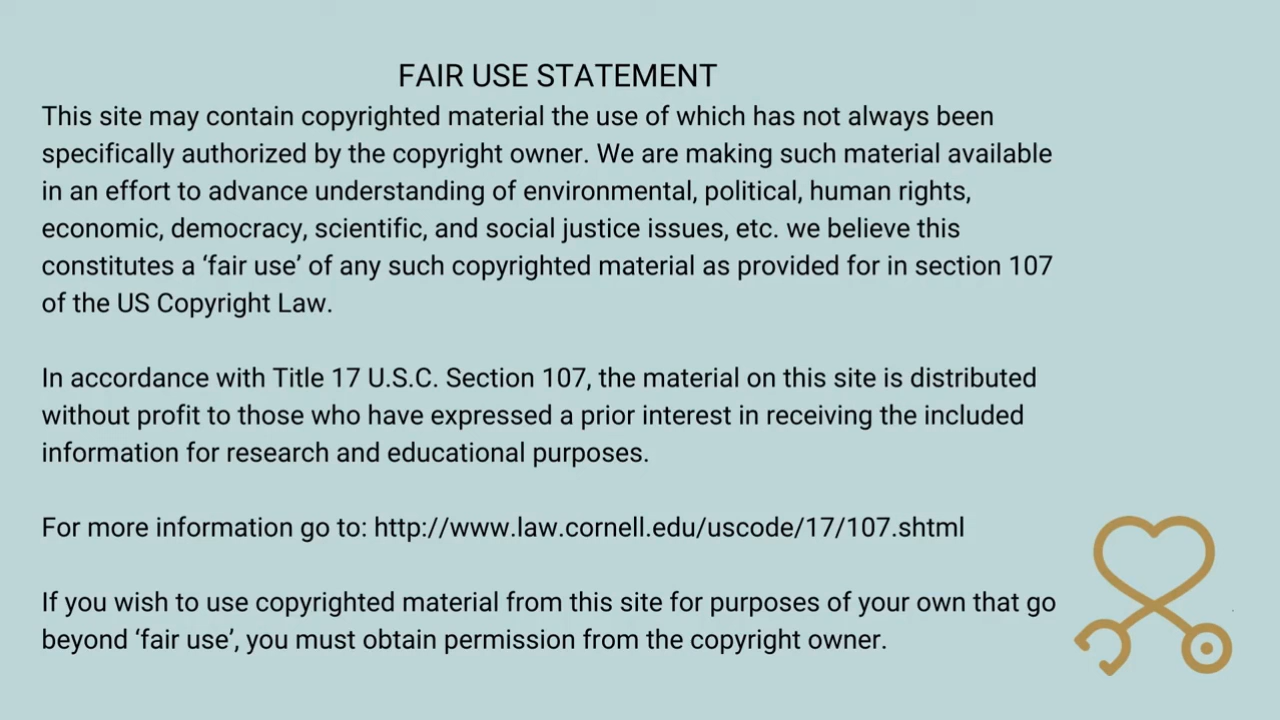 FAIR USE STATEMENT
This site may contain copyrighted material the use of which has not always been
specifically authorized by the copyright owner. We are making such material available
in an effort to advance understanding of environmental, political, human rights,
economic, democracy, scientific, and social justice issues, etc. we believe this
constitutes a ‘fair use’ of any such copyrighted material as provided for in section 107
of the US Copyright Law.
In accordance with Title 17 U.S.C. Section 107, the material on this site is distributed
without profit to those who have expressed a prior interest in receiving the included
information for research and educational purposes.
For more information go to: http://www.law.cornell.edu/uscode/17/107.shtml
If you wish to use copyrighted material from this site for purposes of your own that go
beyond ‘fair use’, you must obtain permission from the copyright owner.